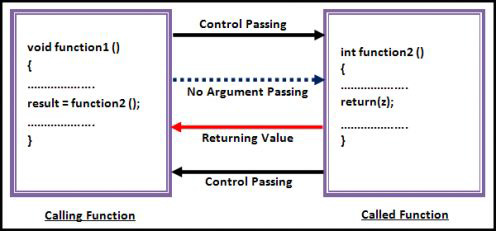 Control Passing
void function1 ()
{
....................
result = function2 ();
....................
}
No Argument Passing
Returning Value
Control Passing
int function2 ()
{
....................
return(z);
....................
}
Calling Function
Called Function